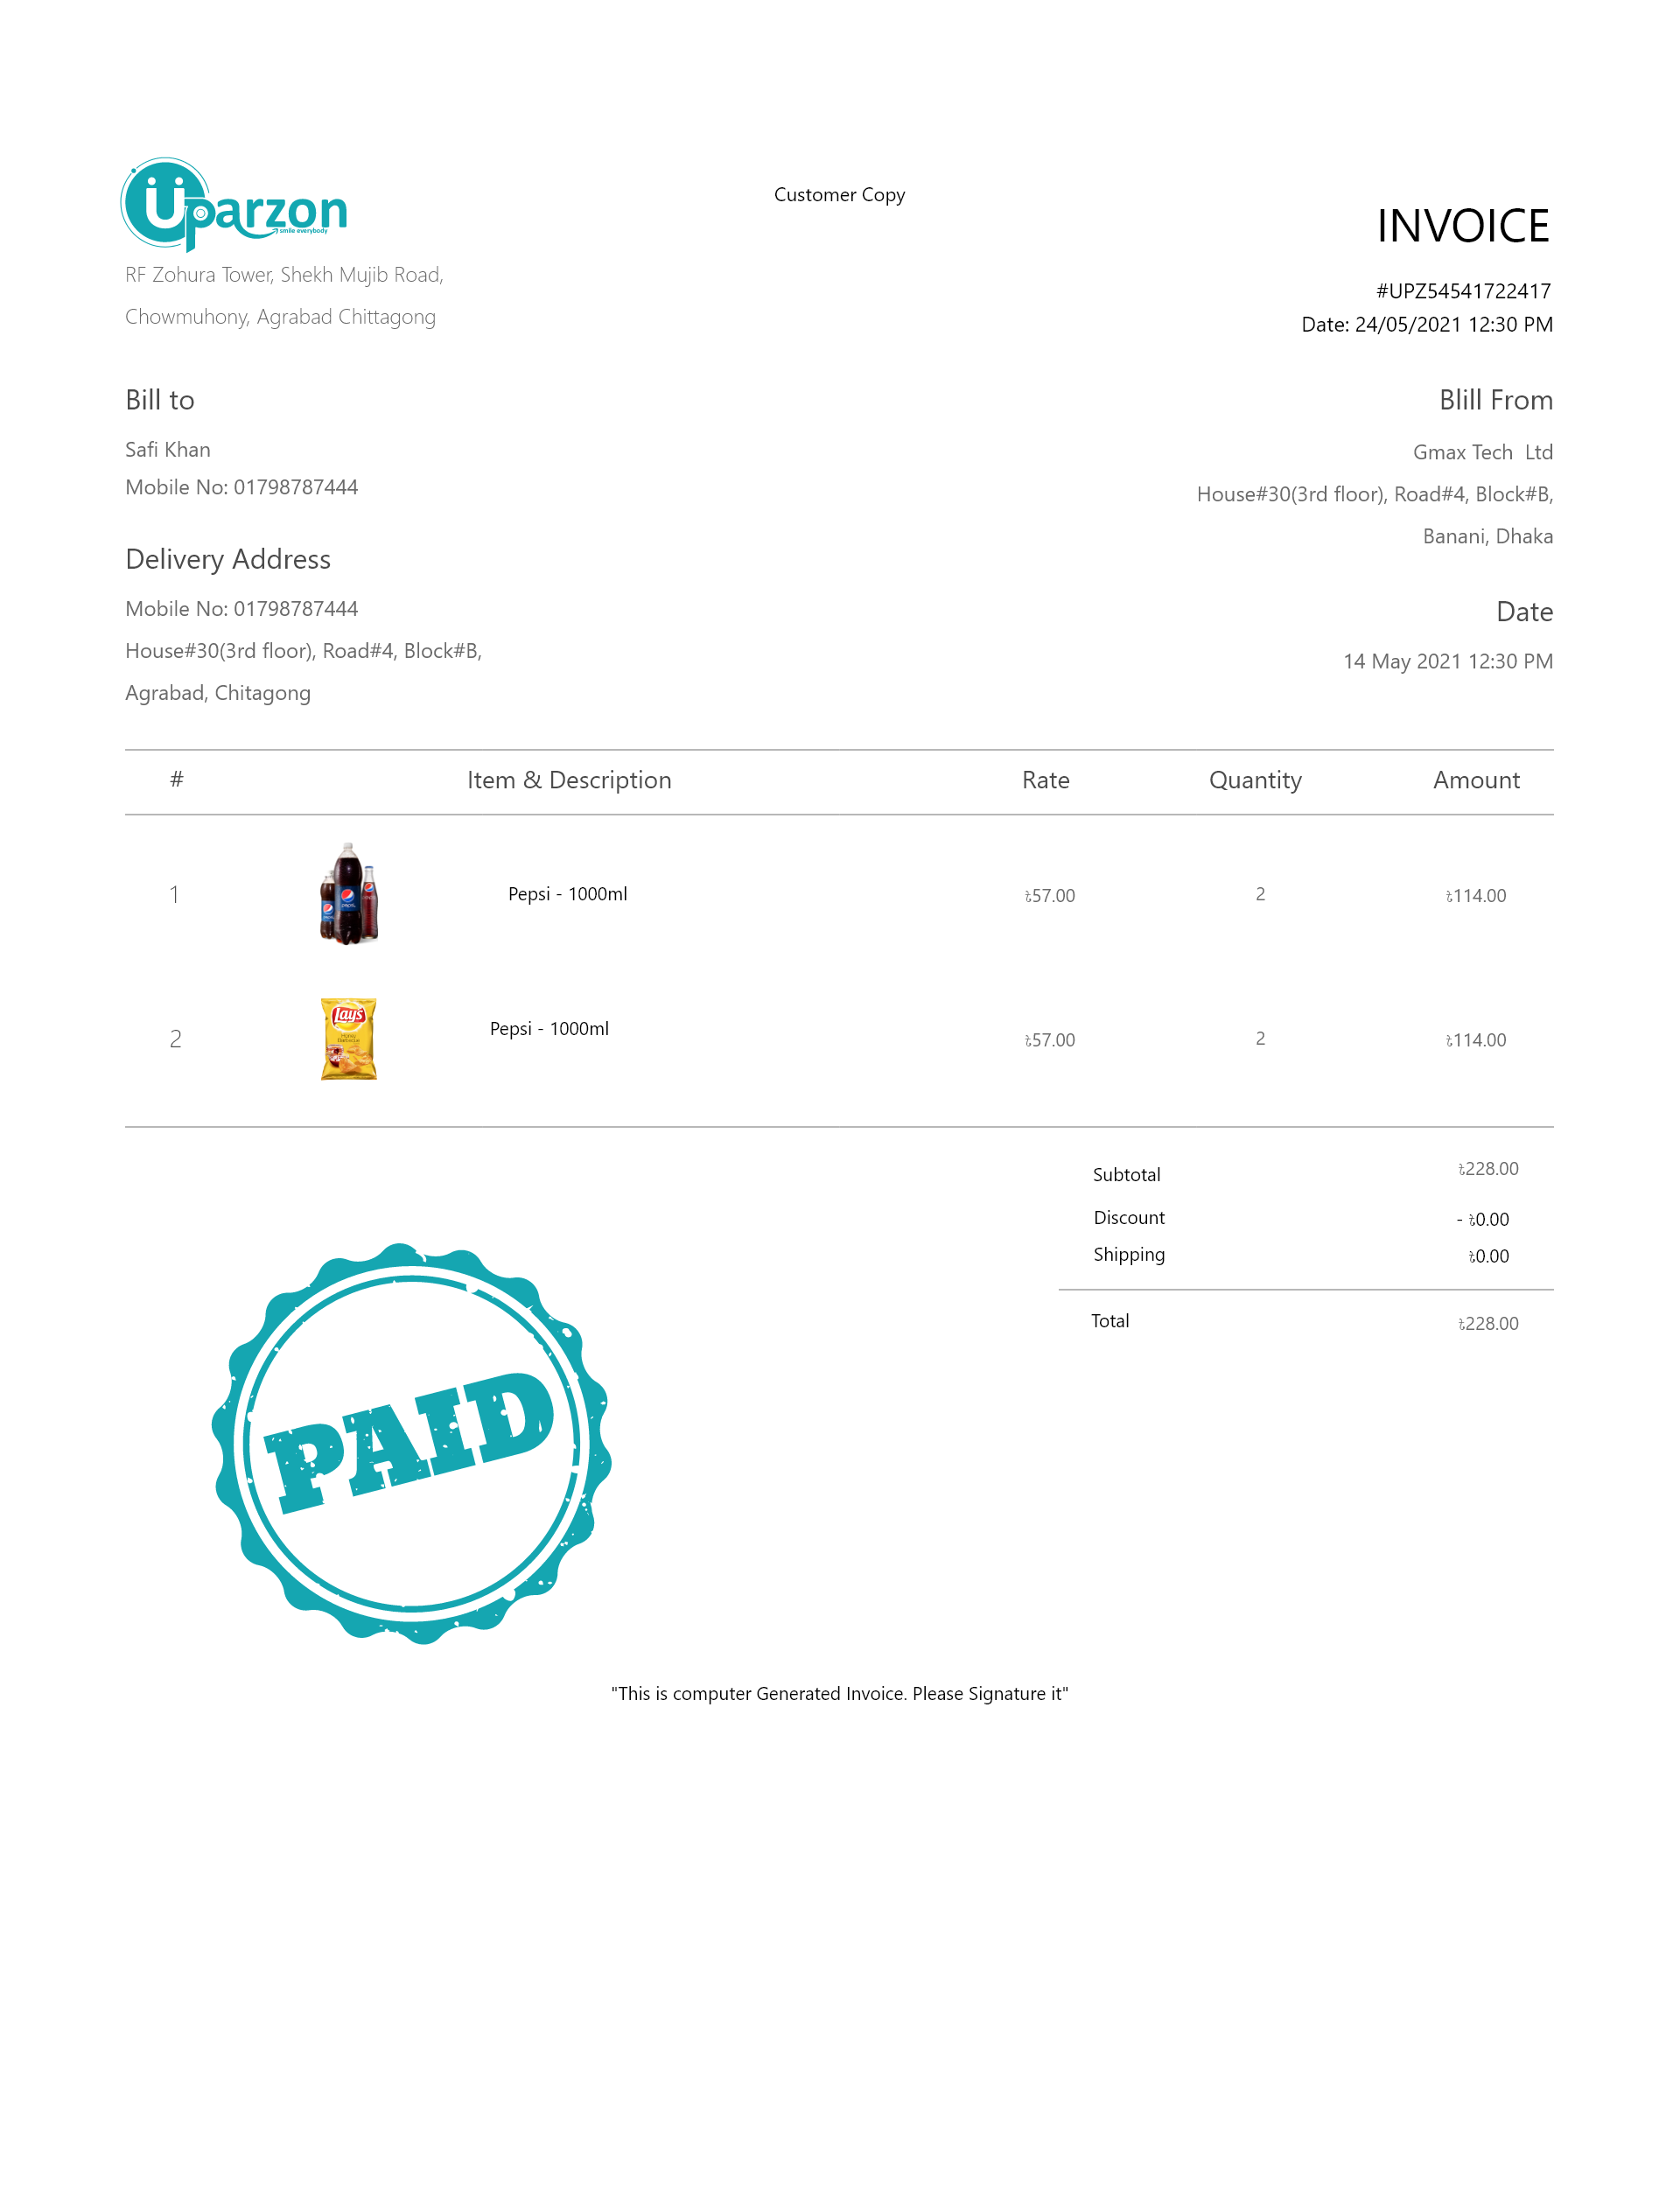 Uparzon
smile everybody
Customer Copy
INVOICE
RF Zohura Tower, Shekh Mujib Road,
Chowmuhony, Agrabad Chittagong
#UPZ54541722417
Date: 24/05/2021 12:30 PM
Bill to
Safi Khan
Mobile No: 01798787444
Blill From
Gmax Tech Ltd
House#30(3rd floor), Road#4, Block#B,
Banani, Dhaka
Delivery Address
Mobile No: 01798787444
House#30(3rd floor), Road#4, Block#B,
Agrabad, Chitagong
Date
14 May 2021 12:30 PM
# Item & Description Rate Quantity Amount
1 Pepsi - 1000ml ৳57.00 2 ৳114.00
Lay's
2 Pepsi - 1000ml ৳57.00 2 ৳114.00
Subtotal ৳228.00
Discount - ৳0.00
Shipping ৳0.00
Total ৳228.00
PAID
"This is computer Generated Invoice. Please Signature it"